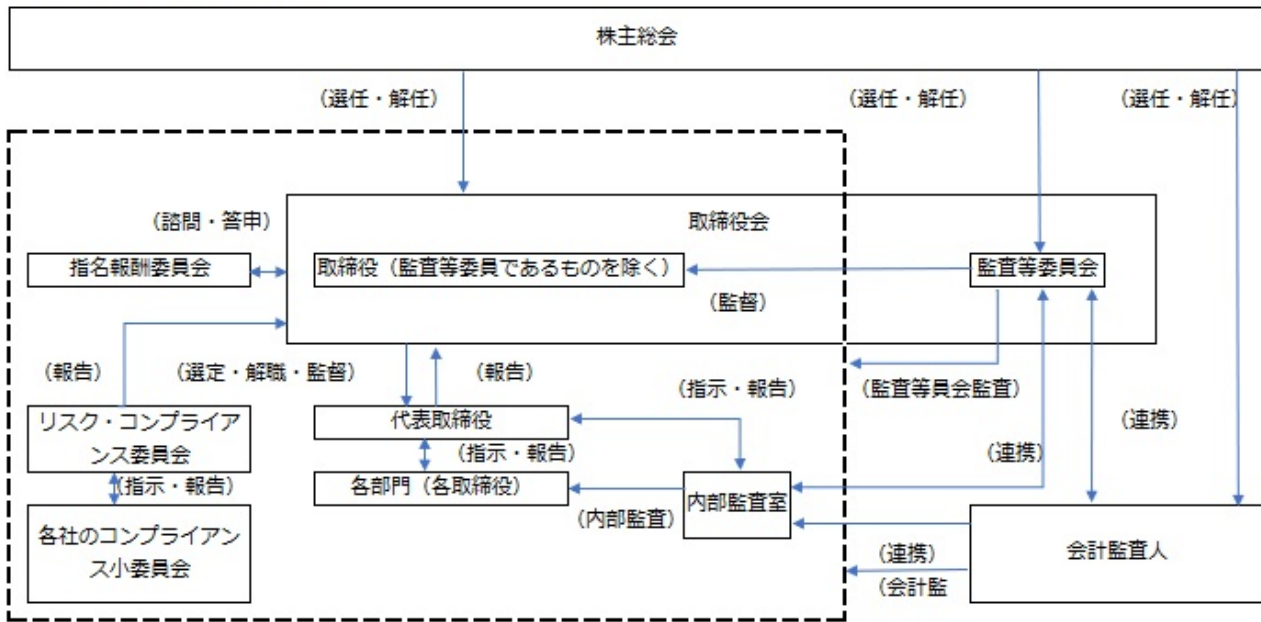 株主総会
（選任・解任）
（選任・解任）
（選任・解任）
（諮問・答申）
取締役会
指名報酬委員会
取締役（監査等委員であるものを除く）
監査等委員会
（監督）
（報告）
（選定・解職・監督）
（報告）
（指示・報告）
（監査等員会監査）
リスク・コンプライア
ンス委員会
代表取締役
（連携）
（指示・報告）
（連携）
（指示・報告）
各部門（各取締役）
内部監査室
（内部監査）
各社のコンプライアン
ス小委員会
会計監査人
（連携）
（会計監